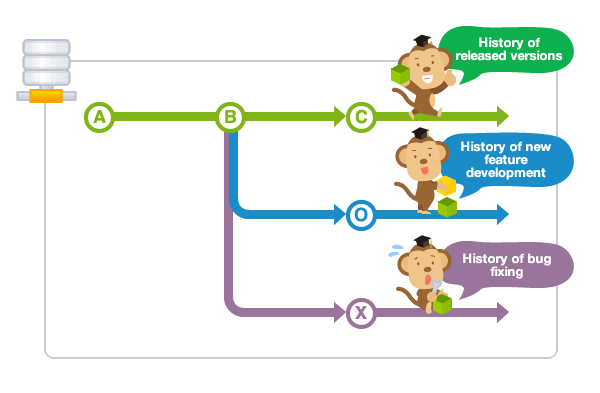 History of
released versions
A
B
C
History of new
feature
development
O
History of bug
fixing
X